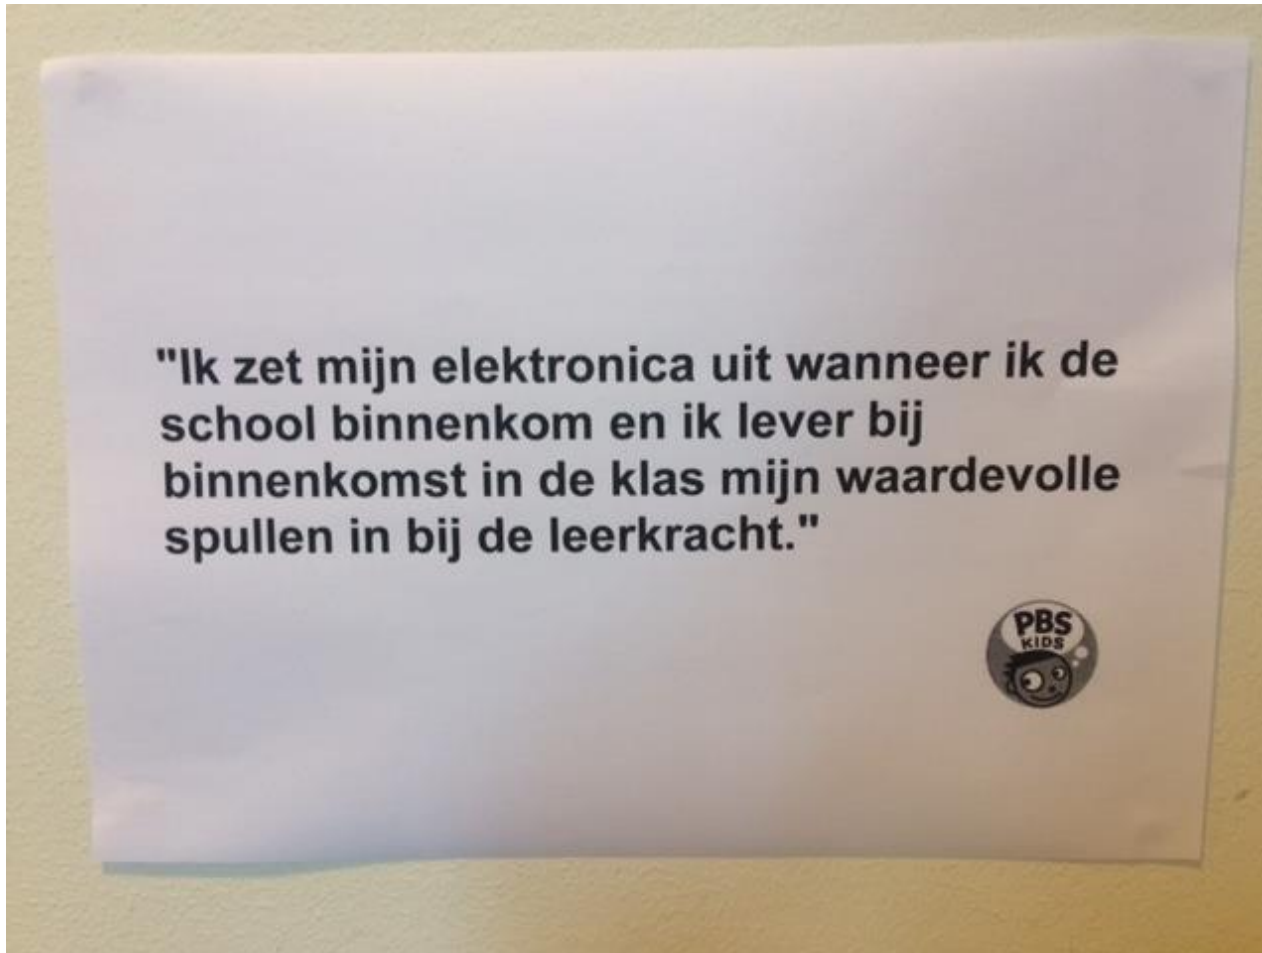 "Ik zet mijn elektronica uit wanneer ik de
school binnenkom en ik lever bij
binnenkomst in de klas mijn waardevolle
spullen in bij de leerkracht."
PBS
KIDS